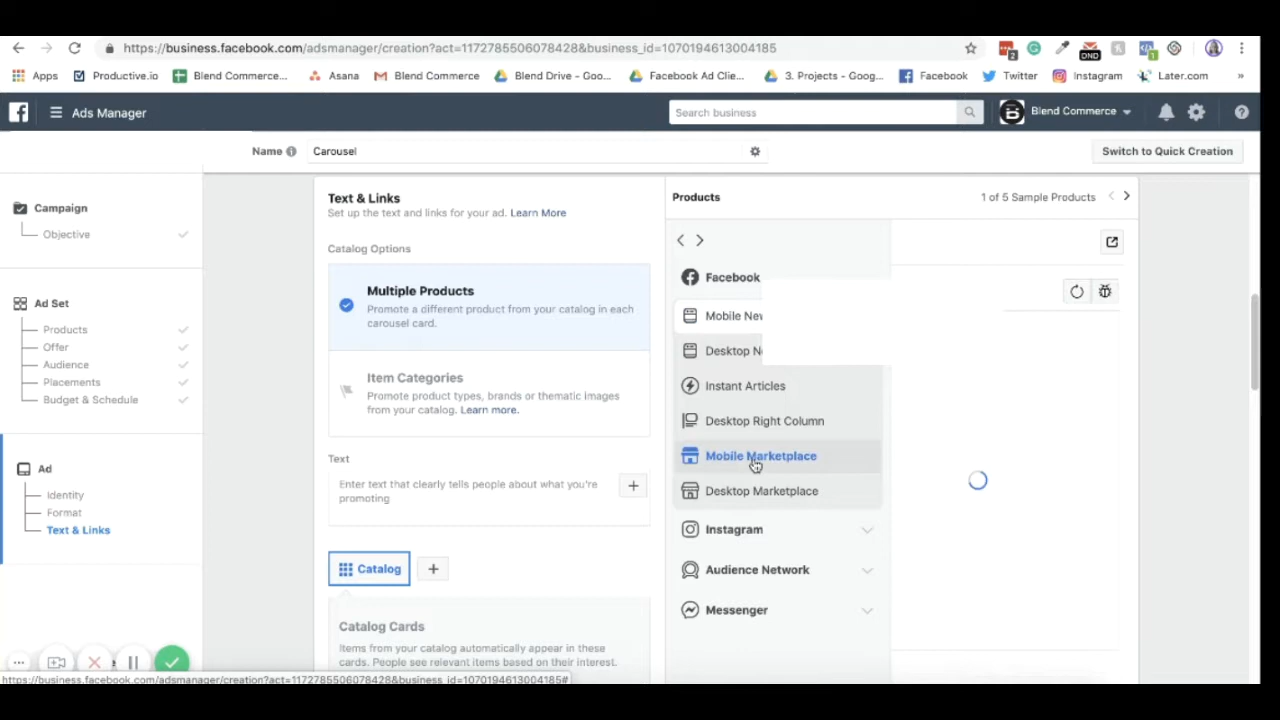 https://business.facebook.com/adsmanager/creation?act=1172785506078428&business_id=1070194613004185
Apps Productive.io Blend Commerce... Asana Blend Commerce Blend Drive - Goo... Facebook Ad Clie... 3. Projects - Goog... Facebook Twitter Instagram Later.com »
2 DND 1
Ads Manager Search business Blend Commerce
Name Carousel Switch to Quick Creation
Campaign
Objective
Ad Set
Products
Offer
Audience
Placements
Budget & Schedule
Ad
Identity
Format
Text & Links
Text & Links
Set up the text and links for your ad. Learn More
Catalog Options
Multiple Products
Promote a different product from your catalog in each
carousel card.
Item Categories
Promote product types, brands or thematic images
from your catalog. Learn more.
Text
Enter text that clearly tells people about what you're
promoting
Catalog +
Catalog Cards
Items from your catalog automatically appear in these
cards. People see relevant items based on their interest.
Products 1 of 5 Sample Products
Facebook
Mobile
Desktop
Instant Articles
Desktop Right Column
Mobile Marketplace
Desktop Marketplace
Instagram
Audience Network
Messenger
https://business.facebook.com/adsmanager/creation?act=1172785506078428&business_id=1070194613004185#